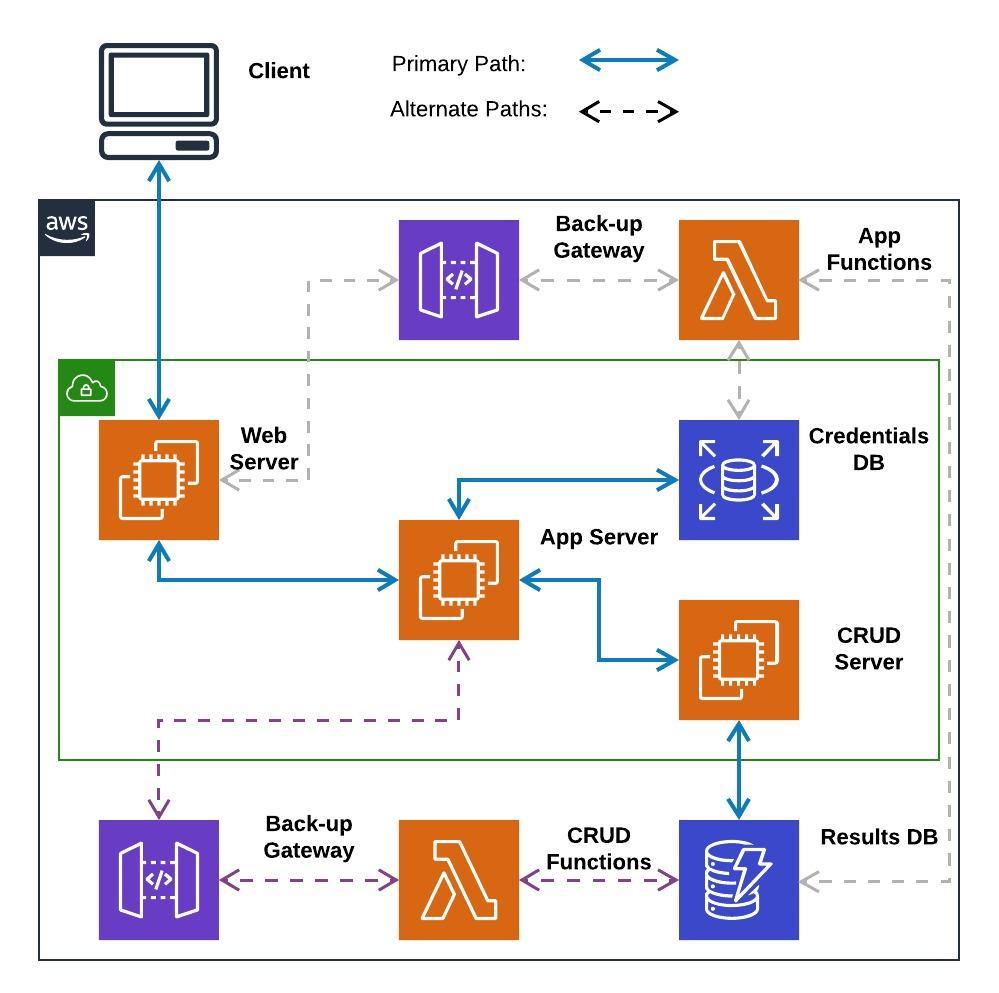 Client
Primary Path:
Alternate Paths:
aws
Back-up
Gateway
</>
App
Functions
Web
Server
Credentials
DB
App Server
CRUD
Server
Back-up
Gateway
</>
CRUD
Functions
Results DB